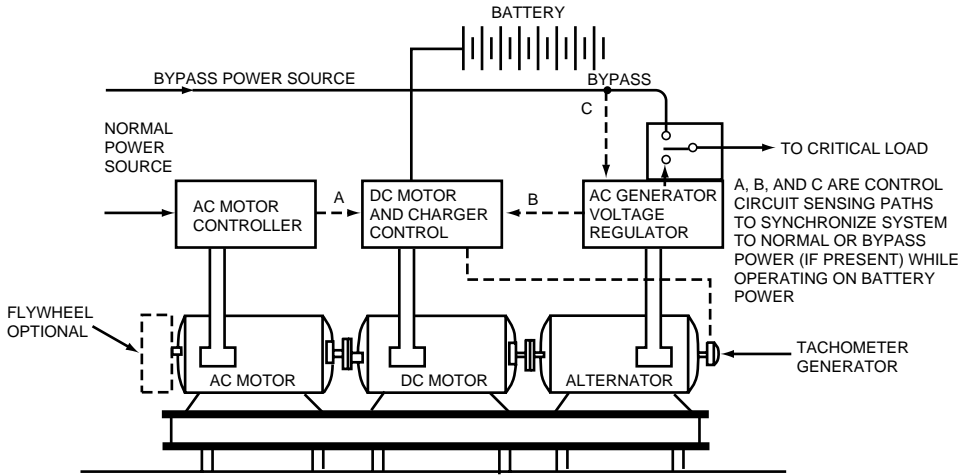 BATTERY
BYPASS POWER SOURCE
BYPASS
C
NORMAL
POWER
SOURCE
TO CRITICAL LOAD
AC MOTOR
CONTROLLER
A
DC MOTOR
AND CHARGER
CONTROL
B
AC GENERATOR
VOLTAGE
REGULATOR
A, B, AND C ARE CONTROL
CIRCUIT SENSING PATHS
TO SYNCHRONIZE SYSTEM
TO NORMAL OR BYPASS
POWER (IF PRESENT) WHILE
OPERATING ON BATTERY
POWER
FLYWHEEL
OPTIONAL
AC MOTOR
DC MOTOR
ALTERNATOR
TACHOMETER
GENERATOR